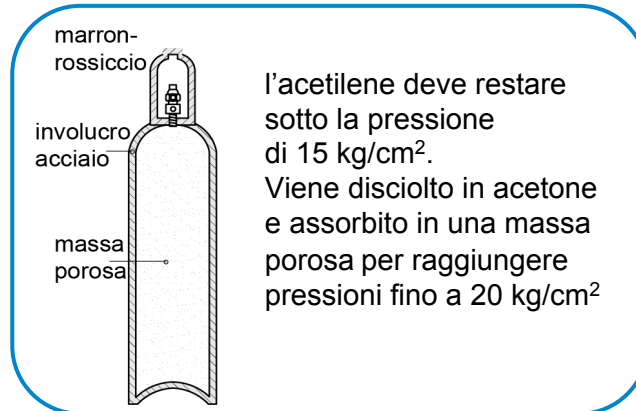 marron-
rossiccio
involucro
acciaio
massa
porosa
l'acetilene deve restare
sotto la pressione
di 15 kg/cm².
Viene disciolto in acetone
e assorbito in una massa
porosa per raggiungere
pressioni fino a 20 kg/cm²